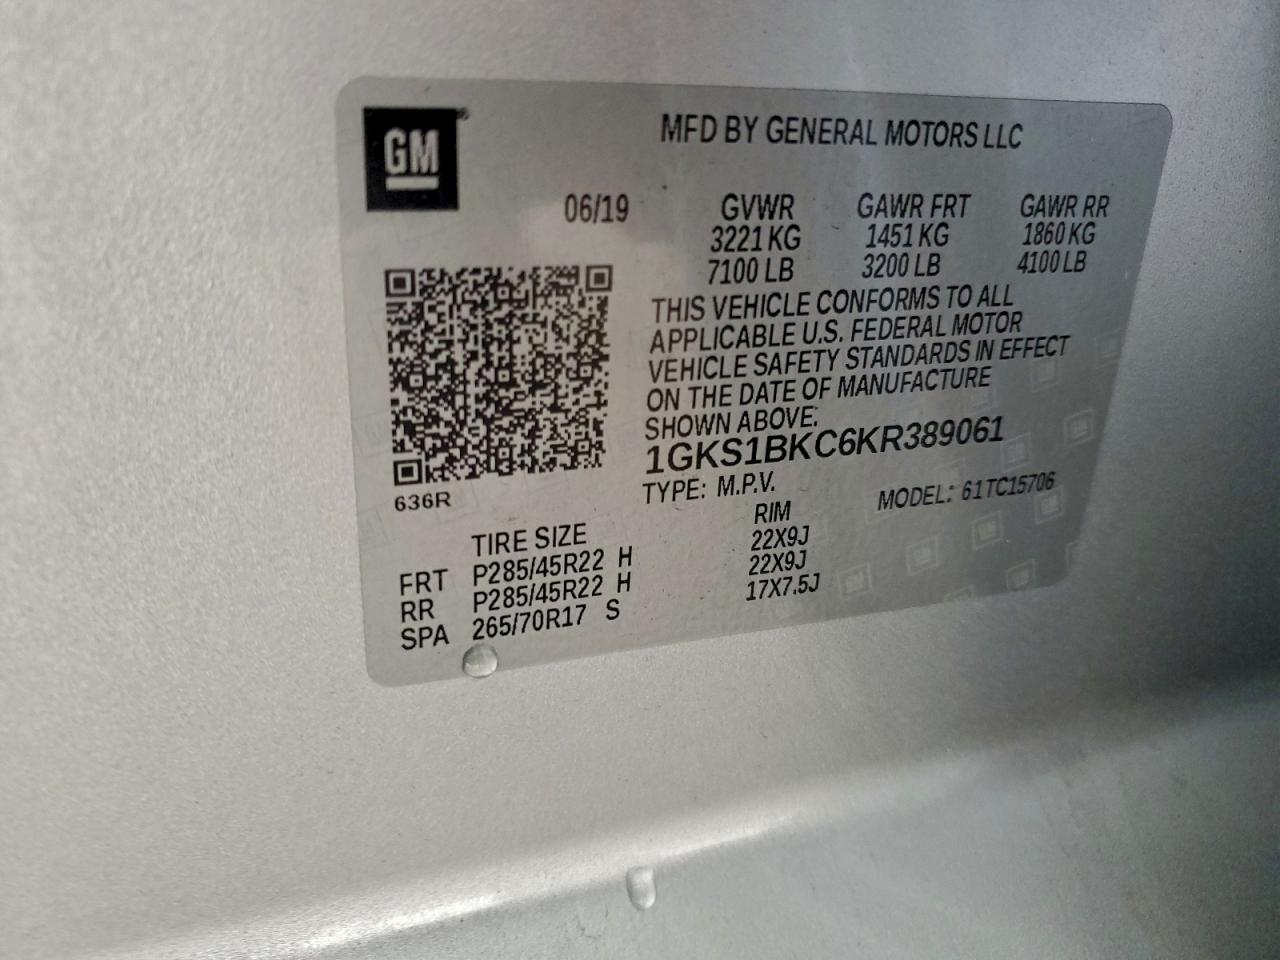 GM
MFD BY GENERAL MOTORS LLC
06/19 GVWR GAWR FRT GAWR RR
3221 KG 1451 KG 1860 KG
7100 LB 3200 LB 4100 LB
THIS VEHICLE CONFORMS TO ALL
APPLICABLE U.S. FEDERAL MOTOR
VEHICLE SAFETY STANDARDS IN EFFECT
ON THE DATE OF MANUFACTURE
SHOWN ABOVE.
1GKS1BKC6KR389061
TYPE: M.P.V. MODEL: 61TC15706
636R
TIRE SIZE RIM
FRT P285/45R22 H 22X9J
RR P285/45R22 H 22X9J
SPA 265/70R17 S 17X7.5J